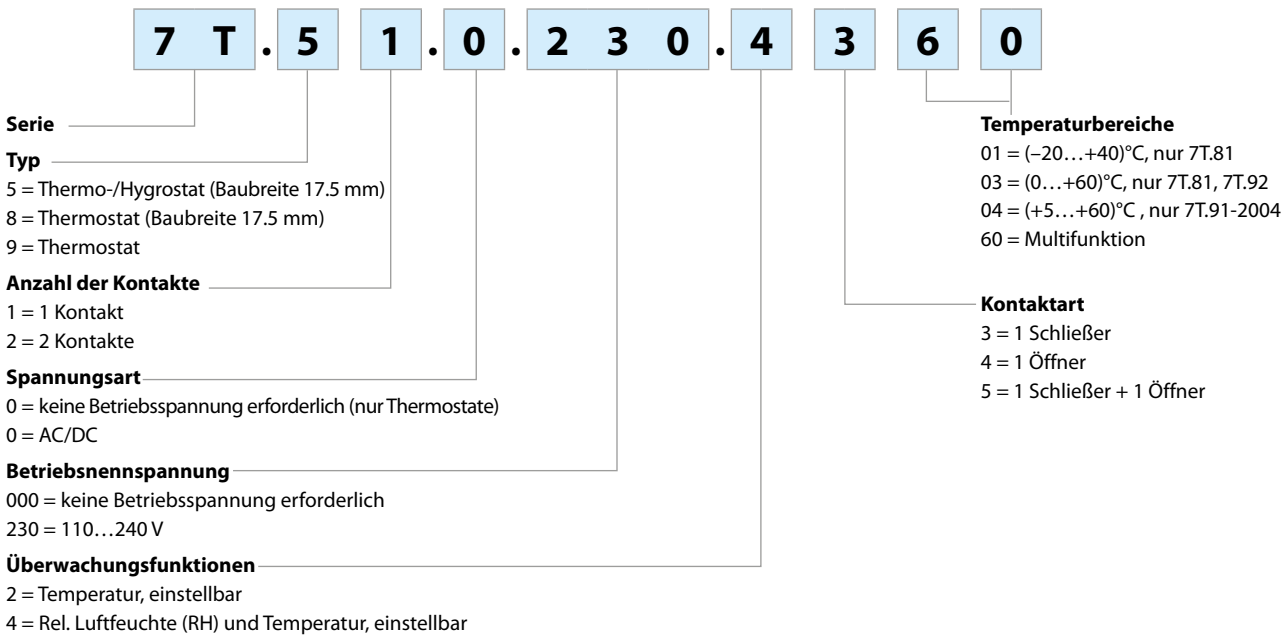 7 T . 5 1 . 0 . 2 3 0 . 4 3 6 0
Serie
Typ
5 = Thermo-/Hygrostat (Baubreite 17.5 mm)
8 = Thermostat (Baubreite 17.5 mm)
9 = Thermostat
Anzahl der Kontakte
1 = 1 Kontakt
2 = 2 Kontakte
Spannungsart
0 = keine Betriebsspannung erforderlich (nur Thermostate)
0 = AC/DC
Betriebsnennspannung
000 = keine Betriebsspannung erforderlich
230 = 110…240 V
Überwachungsfunktionen
2 = Temperatur, einstellbar
4 = Rel. Luftfeuchte (RH) und Temperatur, einstellbar
Temperaturbereiche
01 = (–20…+40)°C, nur 7T.81
03 = (0…+60)°C, nur 7T.81, 7T.92
04 = (+5…+60)°C , nur 7T.91-2004
60 = Multifunktion
Kontaktart
3 = 1 Schließer
4 = 1 Öffner
5 = 1 Schließer + 1 Öffner